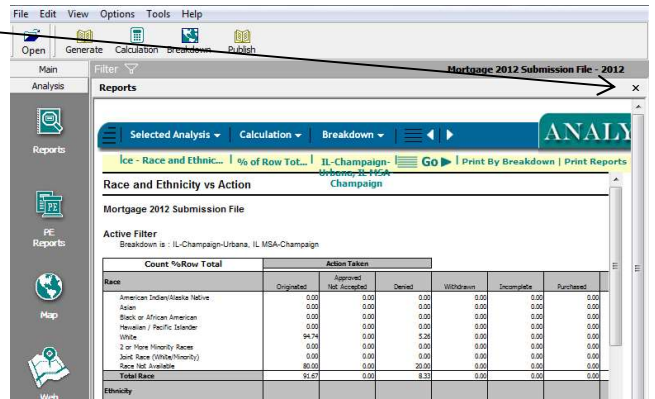 File Edit View Options Tools Help
Open Generate Calculation Breakdown Publish
Main Filter Mortgage 2012 Submission File - 2012
Analysis Reports x
Selected Analysis Calculation Breakdown ANALY
Reports
ice - Race and Ethnic... % of Row Tot... IL-Champaign-Urbana, IL MSA-Champaign Go Print By Breakdown | Print Reports
Race and Ethnicity vs Action
Mortgage 2012 Submission File
PE Reports
Active Filter
Breakdown is : IL-Champaign-Urbana, IL MSA-Champaign
Count %Row Total Action Taken
Race Originated Approved Not Accepted Denied Withdrawn Incomplete Purchased
American Indian/Alaska Native 0.00 0.00 0.00 0.00 0.00 0.00
Asian 0.00 0.00 0.00 0.00 0.00 0.00
Black or African American 0.00 0.00 0.00 0.00 0.00 0.00
Hawaiian / Pacific Islander 0.00 0.00 0.00 0.00 0.00 0.00
Map
White 94.74 0.00 5.26 0.00 0.00 0.00
2 or More Minority Races 0.00 0.00 0.00 0.00 0.00 0.00
Joint Race (White/Minority) 0.00 0.00 0.00 0.00 0.00 0.00
Race Not Available 80.00 0.00 20.00 0.00 0.00 0.00
Total Race 91.67 0.00 8.33 0.00 0.00 0.00
Ethnicity
Web